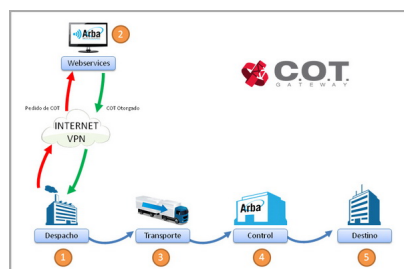 Arba
2
Webservices
C.O.T.
GATEWAY
Pedido de COT
COT Otorgado
INTERNET
VPN
Arba
Despacho
Transporte
Control
Destino
1
3
4
5